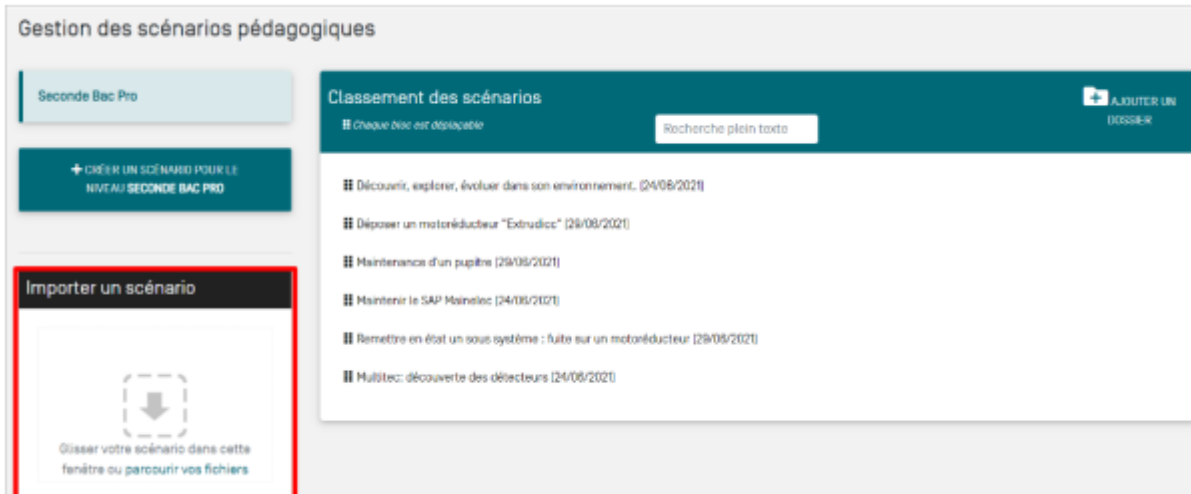 Gestion des scénarios pédagogiques
Seconde Bac Pro
CRÉER UN SCÉNARIO POUR LE
NIVEAU SECONDE BAC PRO
Importer un scénario
Glisser votre scénario dans cette
fenêtre ou parcourir vos fichiers
Classement des scénarios
Chaque bloc est déplaçable
Recherche plein texte
AJOUTER UN
DOSSIER
Découvrir, explorer, évoluer dans son environnement. (24/06/2021)
Déposer un motoréducteur "Extrudicc" (29/06/2021)
Maintenance d'un pupitre (29/06/2021)
Maintenir le SAP Mainelec (24/06/2021)
Remettre en état un sous système : fuite sur un motoréducteur (29/06/2021)
Multitec: découverte des détecteurs (24/06/2021)